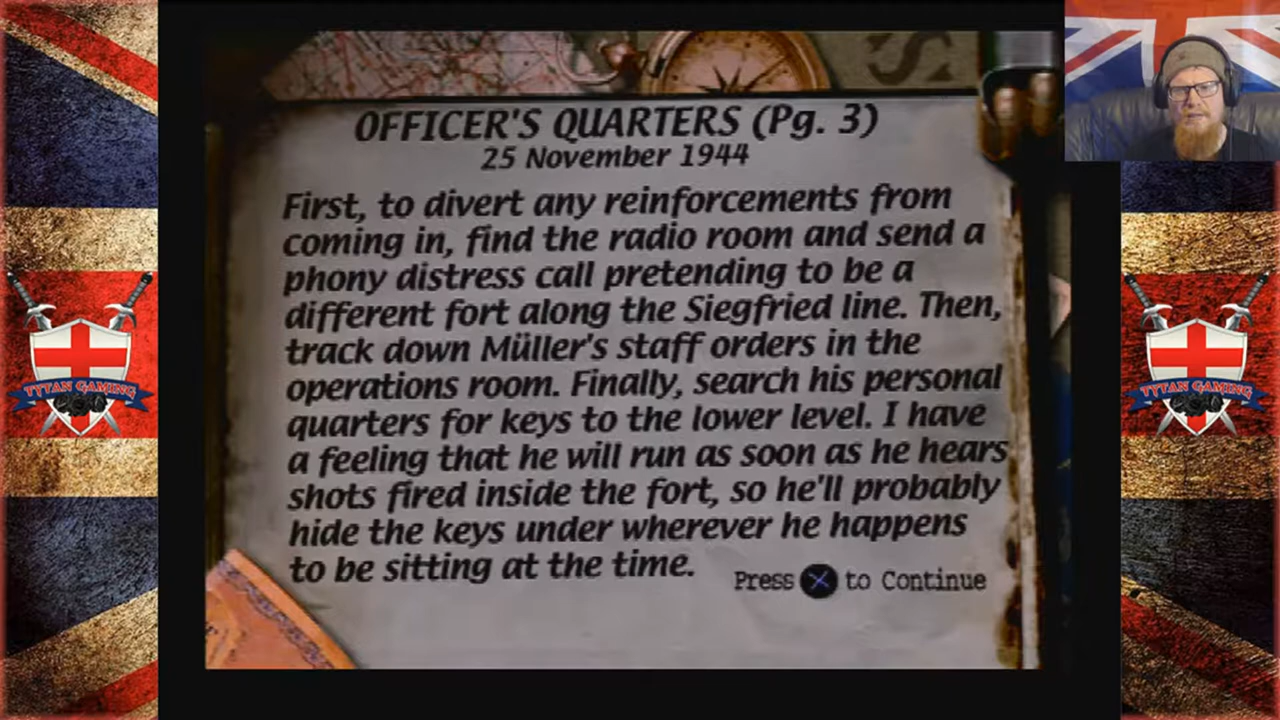 OFFICER'S QUARTERS (Pg. 3)
25 November 1944
First, to divert any reinforcements from
coming in, find the radio room and send a
phony distress call pretending to be a
different fort along the Siegfried line. Then,
track down Müller's staff orders in the
operations room. Finally, search his personal
quarters for keys to the lower level. I have
a feeling that he will run as soon as he hears
shots fired inside the fort, so he'll probably
hide the keys under wherever he happens
to be sitting at the time.
Press X to Continue
TYTAN GAMING
TYTAN GAMING